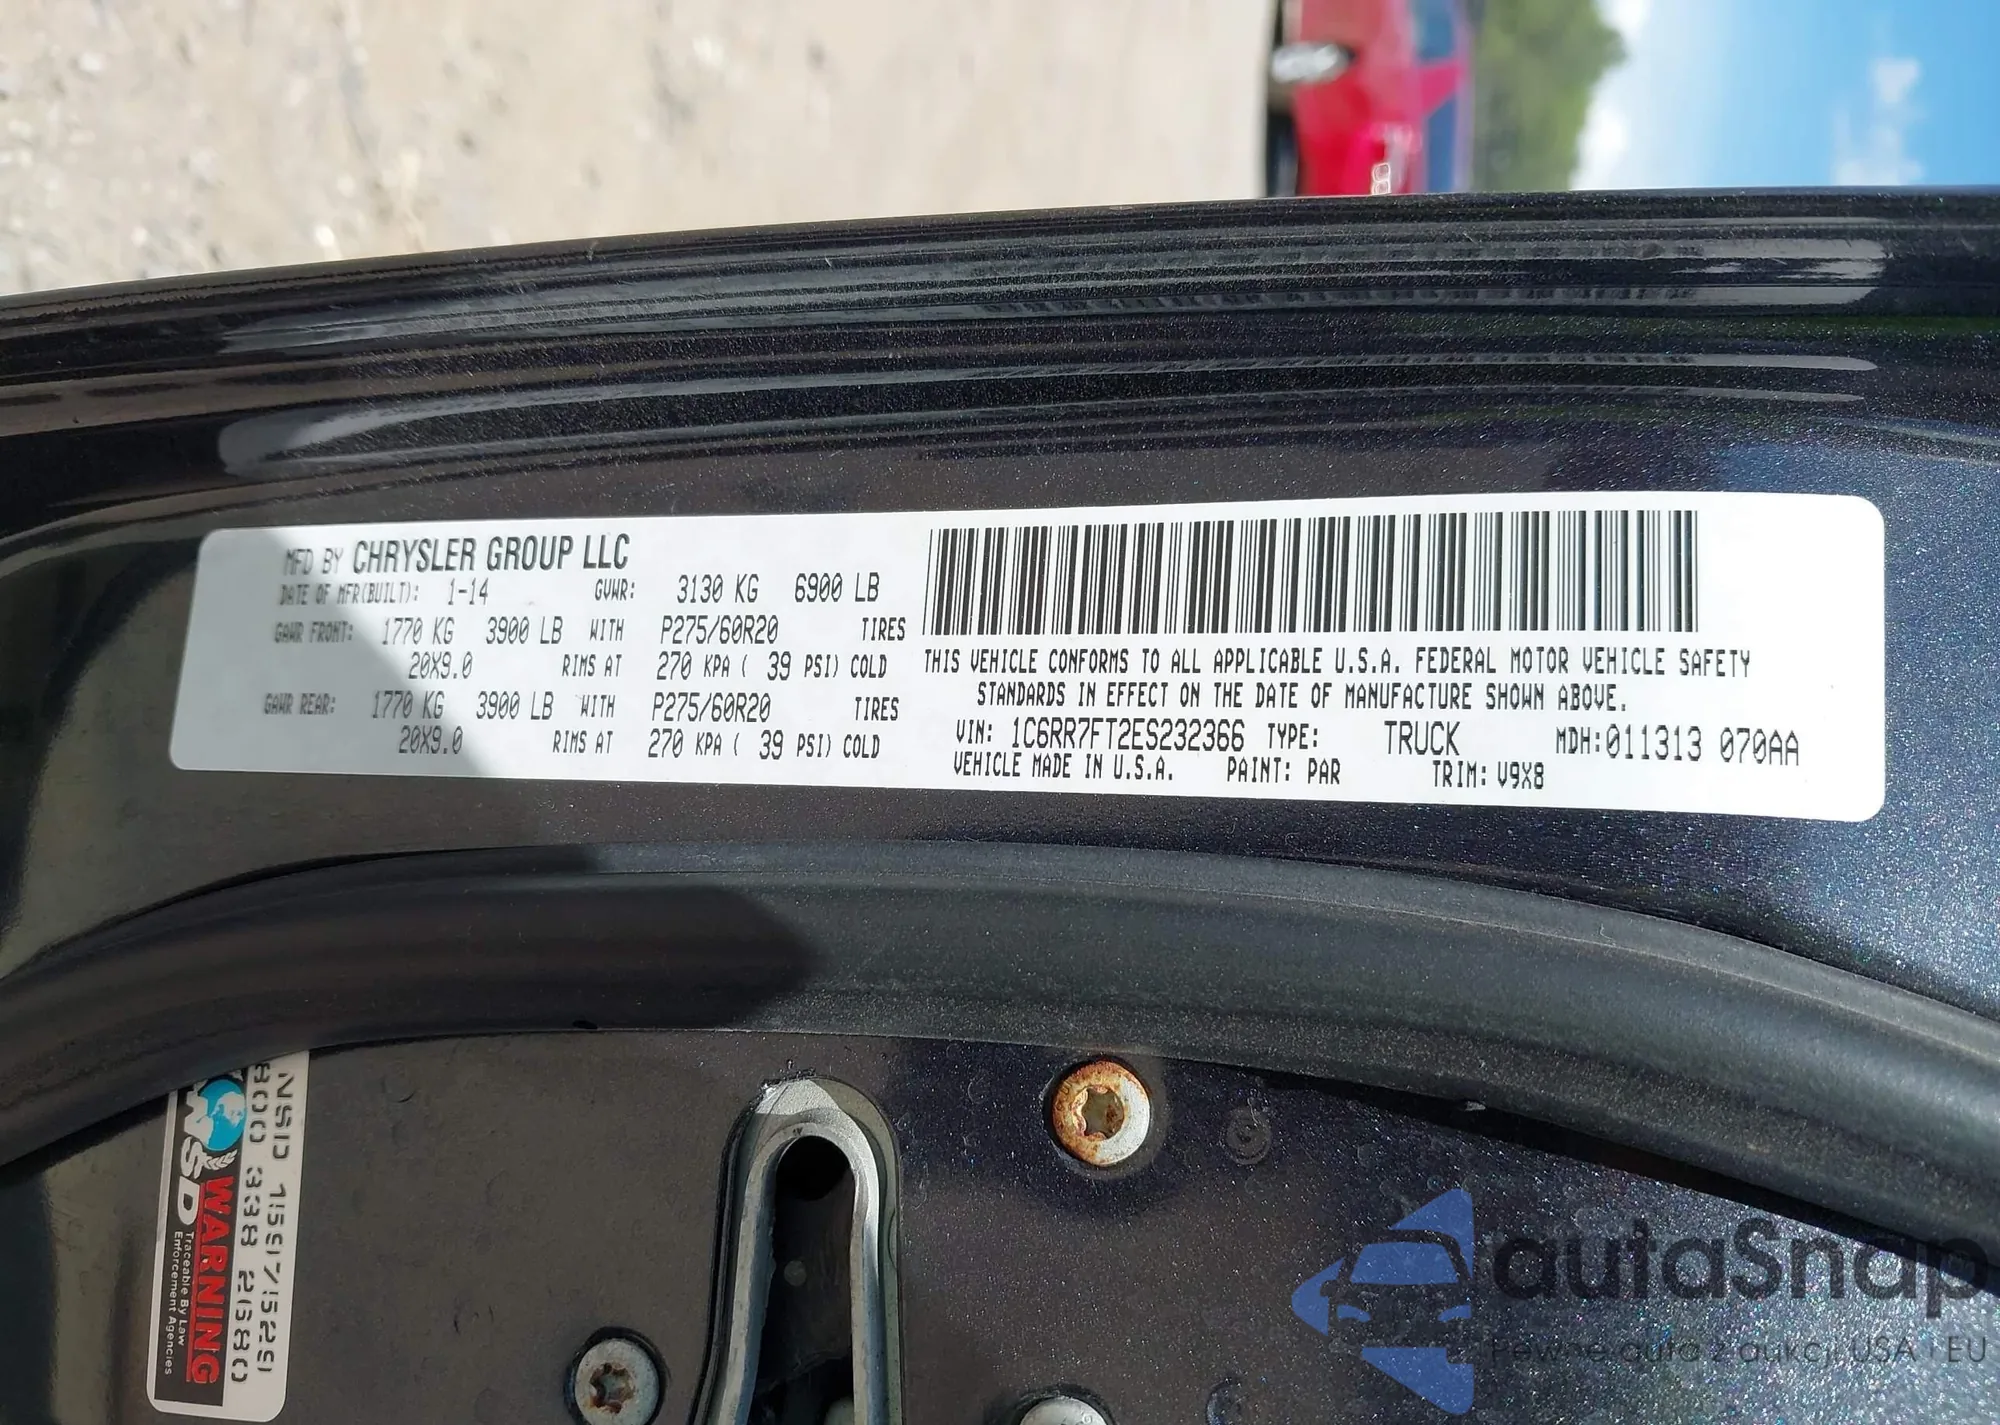 MFD BY CHRYSLER GROUP LLC
DATE OF MFR(BUILT): 1-14 GVWR: 3130 KG 6900 LB
GAWR FRONT: 1770 KG 3900 LB WITH P275/60R20 TIRES
20X9.0 RIMS AT 270 KPA ( 39 PSI) COLD
GAWR REAR: 1770 KG 3900 LB WITH P275/60R20 TIRES
20X9.0 RIMS AT 270 KPA ( 39 PSI) COLD
THIS VEHICLE CONFORMS TO ALL APPLICABLE U.S.A. FEDERAL MOTOR VEHICLE SAFETY
STANDARDS IN EFFECT ON THE DATE OF MANUFACTURE SHOWN ABOVE.
VIN: 1C6RR7FT2ES232366 TYPE: TRUCK MDH:011313 070AA
VEHICLE MADE IN U.S.A. PAINT: PAR TRIM: V9X8
WARNING
Traceable By Law
Enforcement Agencies
autaSnap
Pewne auta z aukcji USA i EU